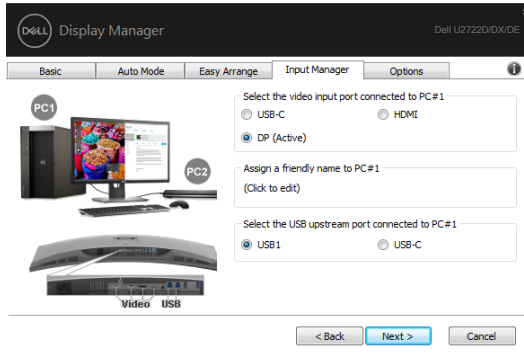 DELL Display Manager
Dell U2722D/DX/DE
Basic Auto Mode Easy Arrange Input Manager Options
Select the video input port connected to PC#1
USB-C HDMI
DP (Active)
Assign a friendly name to PC#1
(Click to edit)
Select the USB upstream port connected to PC#1
USB1 USB-C
PC1
PC2
Video USB
< Back Next > Cancel